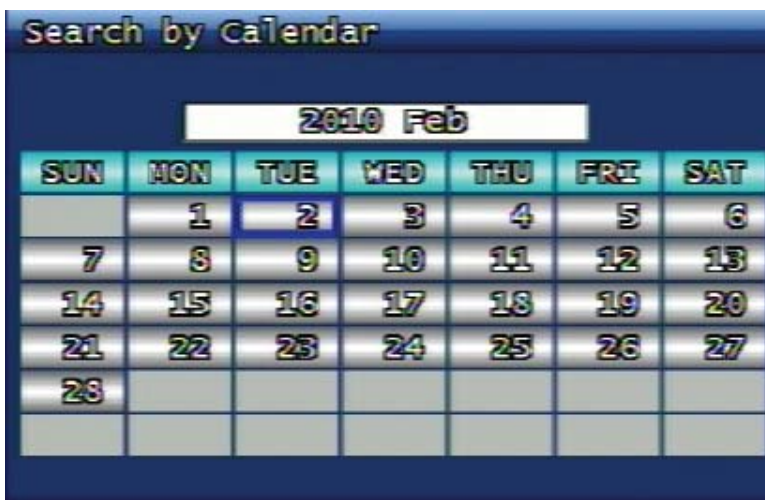 Search by Calendar
2010 Feb
SUN MON TUE WED THU FRI SAT
1 2 3 4 5 6
7 8 9 10 11 12 13
14 15 16 17 18 19 20
21 22 23 24 25 26 27
28